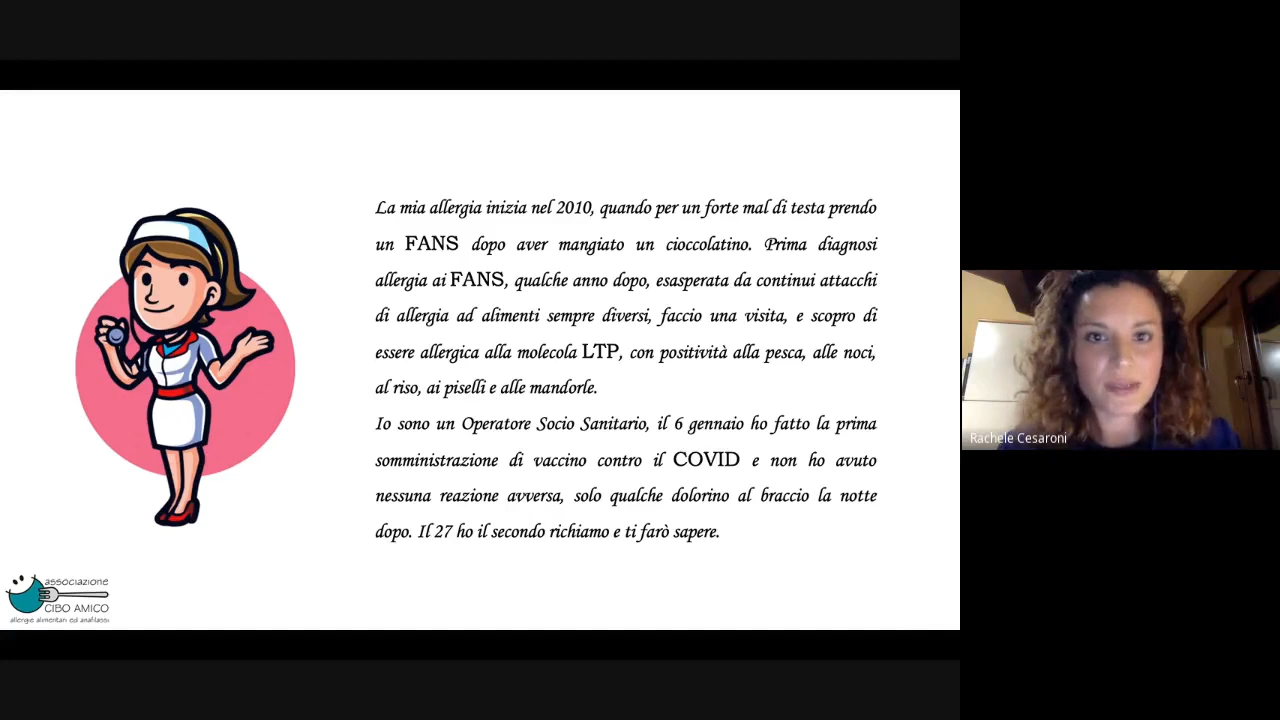 La mia allergia inizia nel 2010, quando per un forte mal di testa prendo
un FANS dopo aver mangiato un cioccolatino. Prima diagnosi
allergia ai FANS, qualche anno dopo, esasperata da continui attacchi
di allergia ad alimenti sempre diversi, faccio una visita, e scopro di
essere allergica alla molecola LTP, con positività alla pesca, alle noci,
al riso, ai piselli e alle mandorle.
Io sono un Operatore Socio Sanitario, il 6 gennaio ho fatto la prima
somministrazione di vaccino contro il COVID e non ho avuto
nessuna reazione avversa, solo qualche dolorino al braccio la notte
dopo. Il 27 ho il secondo richiamo e ti farò sapere.
associazione
CIBO AMICO
allergie alimentari ed anafilassi
Rachele Cesaroni